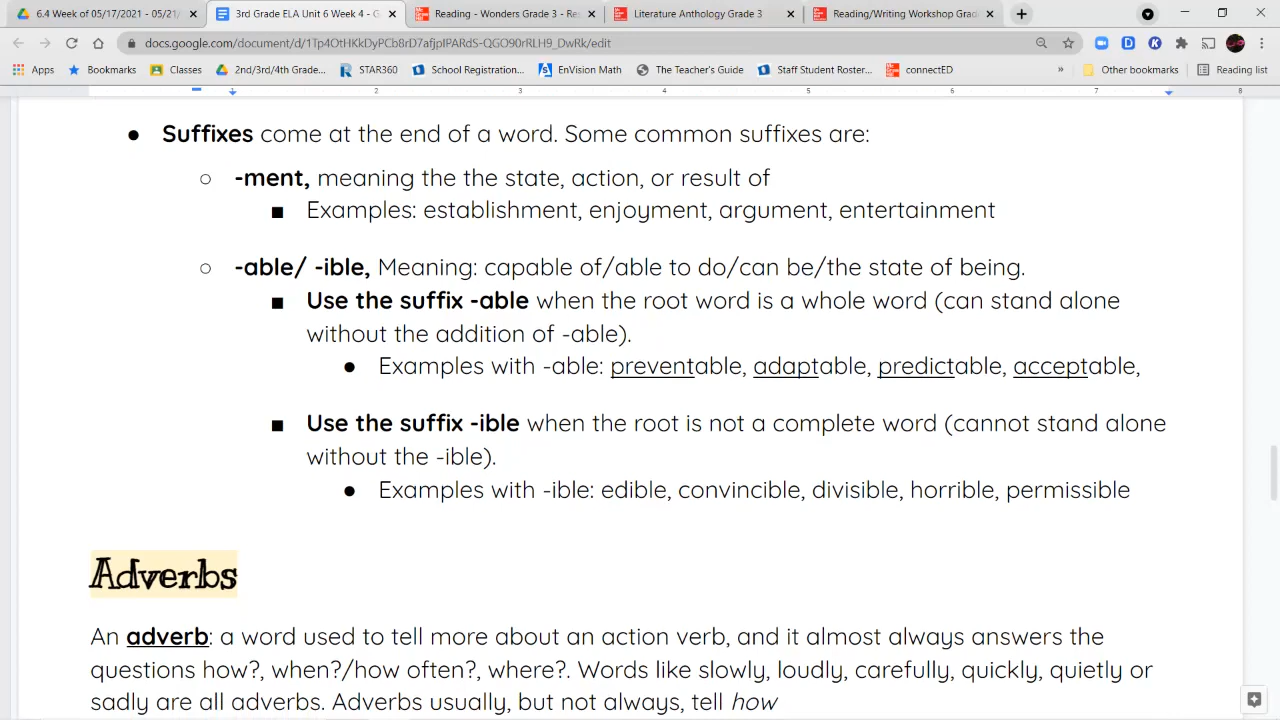 6.4 Week of 05/17/2021 - 05/21/
3rd Grade ELA Unit 6 Week 4 - G
Reading - Wonders Grade 3 - Res
Literature Anthology Grade 3
Reading/Writing Workshop Grad
Apps
Bookmarks
Classes
2nd/3rd/4th Grade...
STAR360
School Registration...
EnVision Math
The Teacher's Guide
Staff Student Roster...
connectED
»
Other bookmarks
Reading list
1 2 3 4 5 6 7 8
● Suffixes come at the end of a word. Some common suffixes are:
○ -ment, meaning the the state, action, or result of
■ Examples: establishment, enjoyment, argument, entertainment
○ -able/ -ible, Meaning: capable of/able to do/can be/the state of being.
■ Use the suffix -able when the root word is a whole word (can stand alone
without the addition of -able).
● Examples with -able: preventable, adaptable, predictable, acceptable,
■ Use the suffix -ible when the root is not a complete word (cannot stand alone
without the -ible).
● Examples with -ible: edible, convincible, divisible, horrible, permissible
Adverbs
An adverb: a word used to tell more about an action verb, and it almost always answers the
questions how?, when?/how often?, where?. Words like slowly, loudly, carefully, quickly, quietly or
sadly are all adverbs. Adverbs usually, but not always, tell how